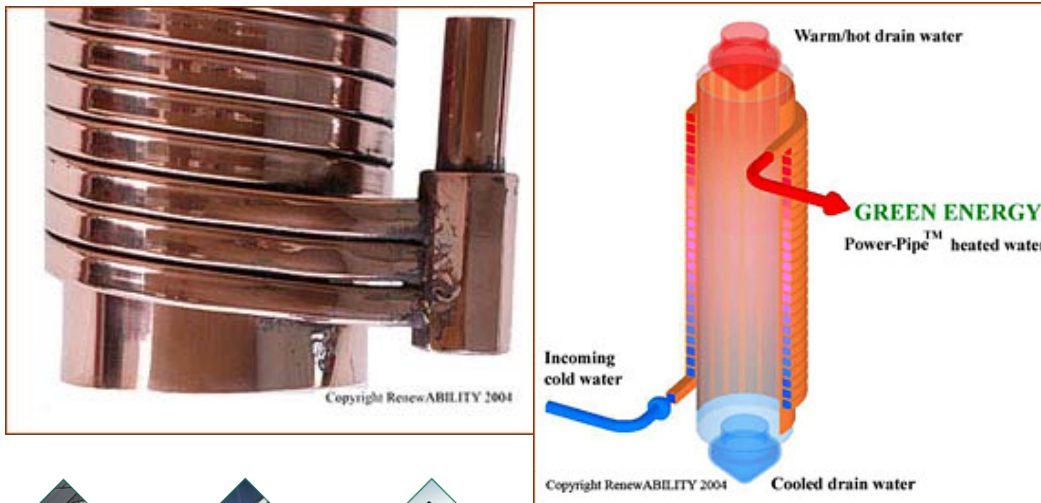 Copyright RenewABILITY 2004
Warm/hot drain water
GREEN ENERGY
Power-Pipe™ heated water
Incoming
cold water
Copyright RenewABILITY 2004
Cooled drain water